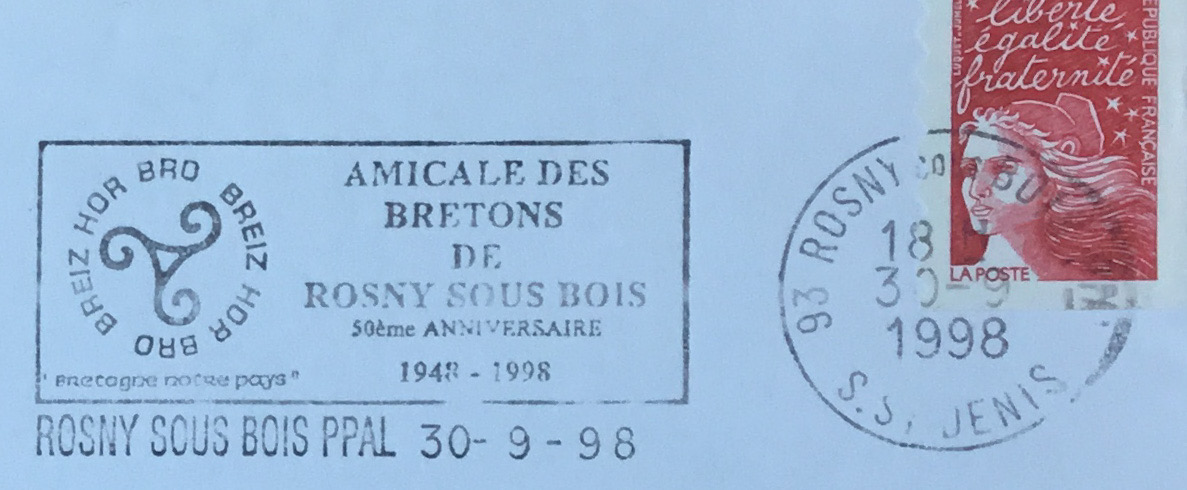 liberté
égalité
fraternité
RÉPUBLIQUE FRANÇAISE
LA POSTE
BREIZ HOR BRO BREIZ HOR BRO
"Bretagne notre pays"
AMICALE DES
BRETONS
DE
ROSNY SOUS BOIS
50ème ANNIVERSAIRE
1948 - 1998
ROSNY SOUS BOIS PPAL 30-9-98
93 ROSNY
18
30-9
1998